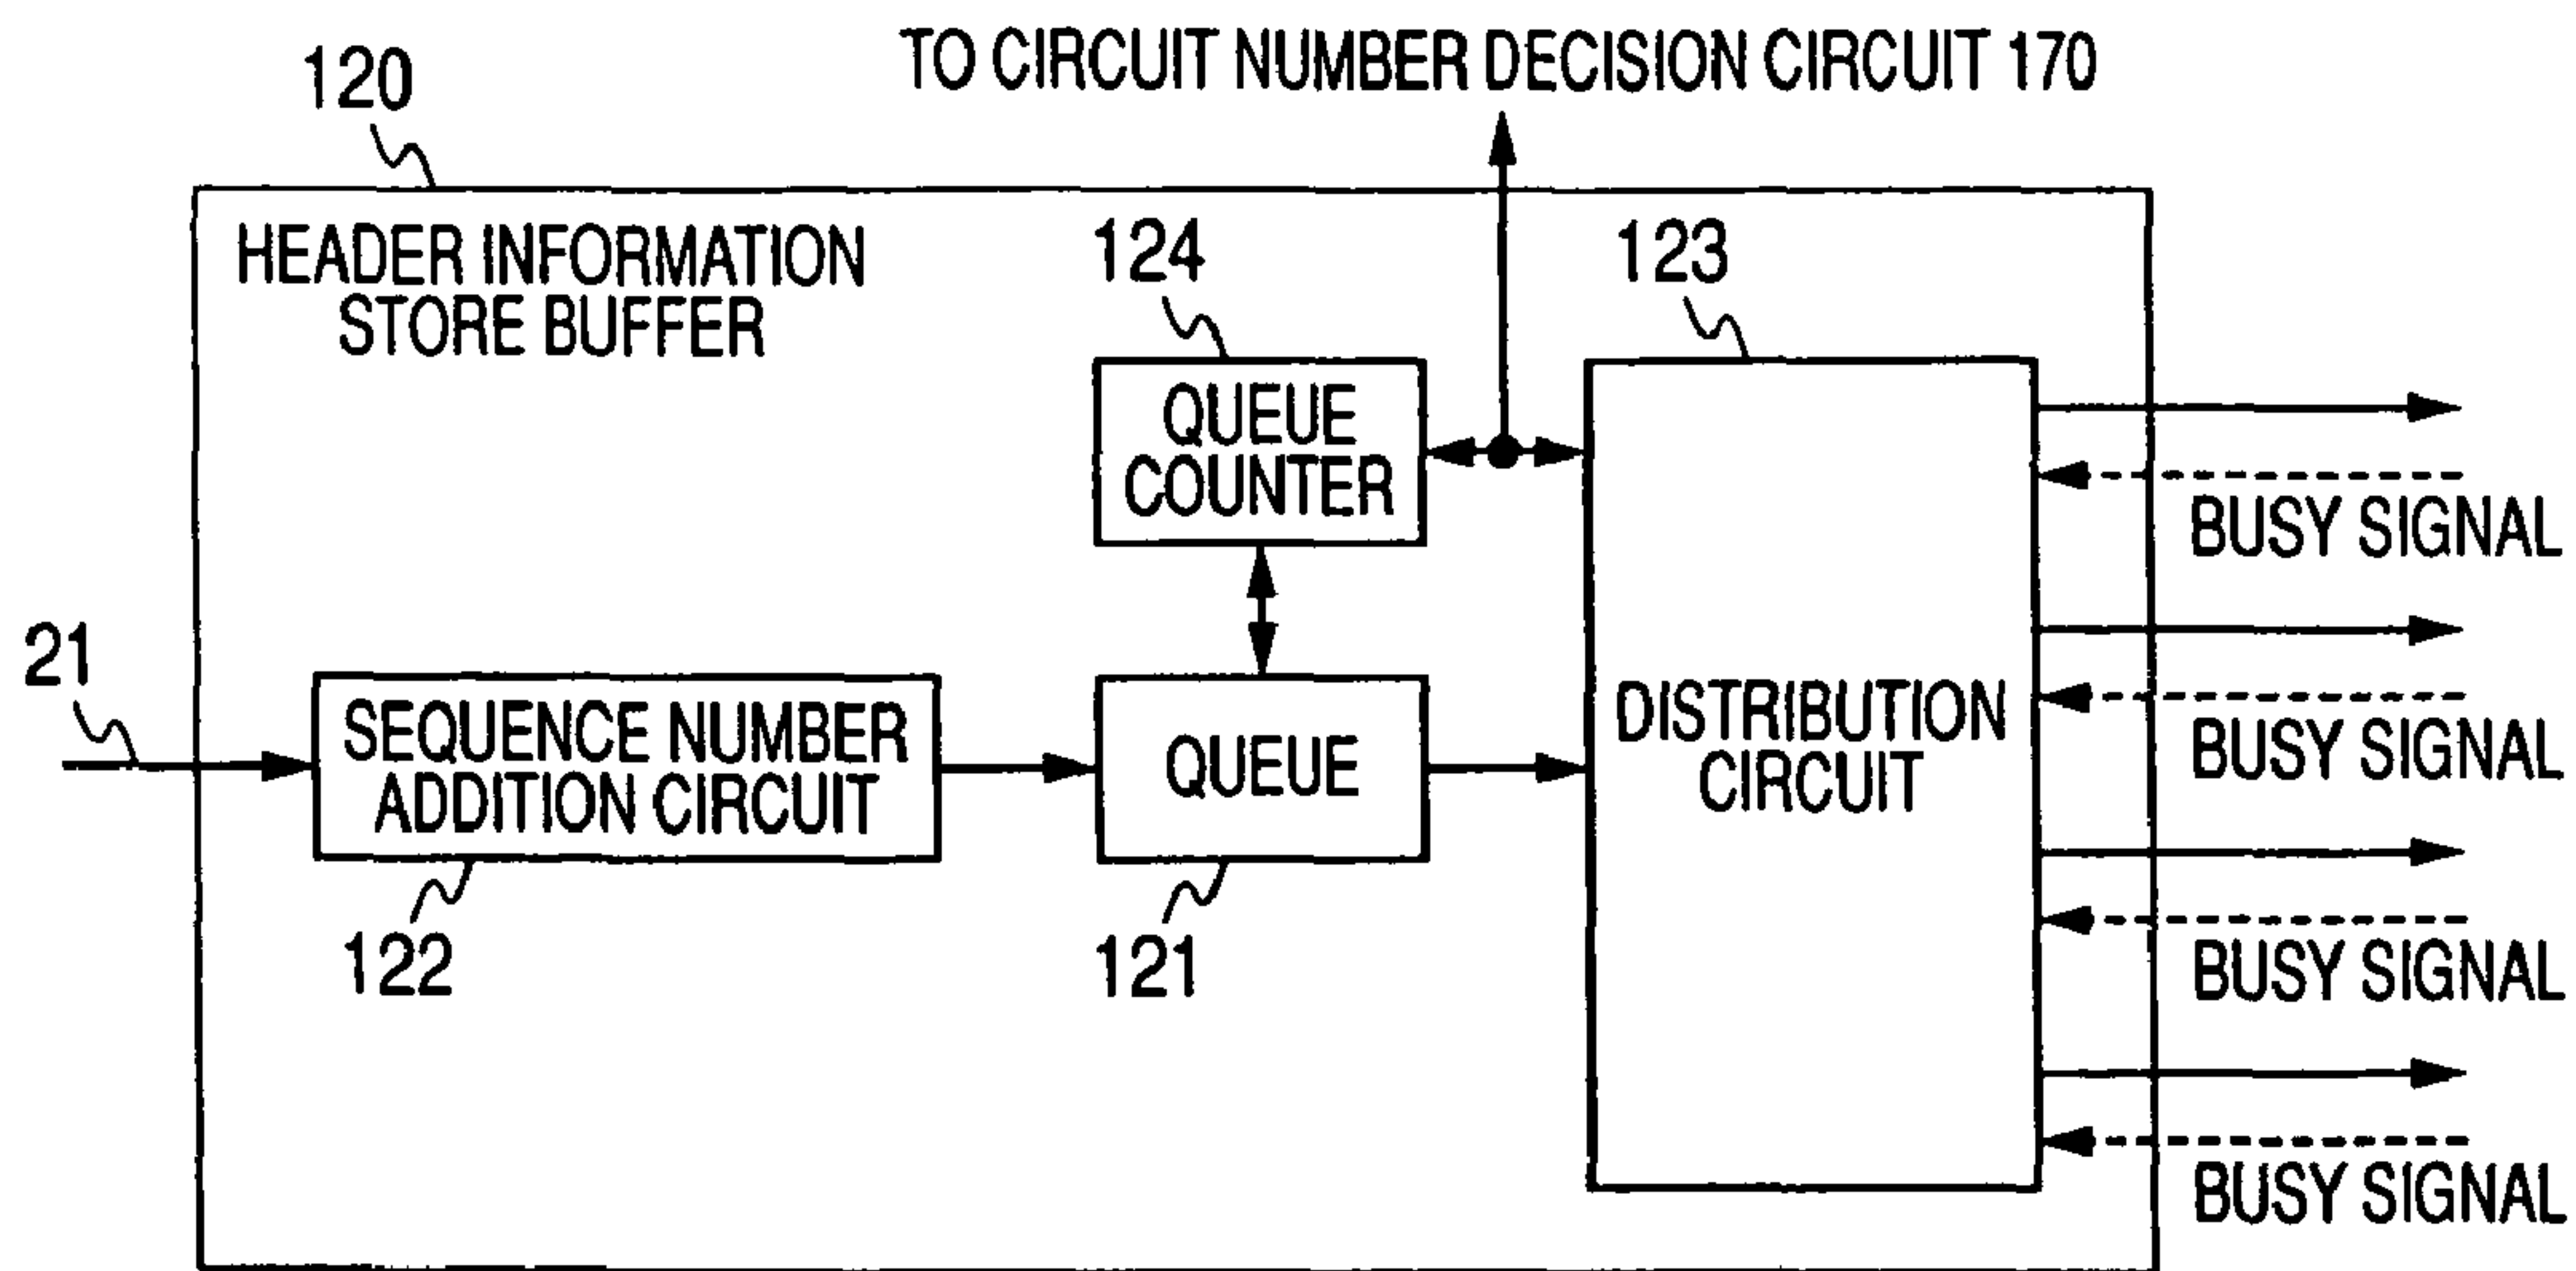 TO CIRCUIT NUMBER DECISION CIRCUIT 170
120
HEADER INFORMATION
STORE BUFFER
124
123
QUEUE
COUNTER
BUSY SIGNAL
21
SEQUENCE NUMBER
ADDITION CIRCUIT
QUEUE
DISTRIBUTION
CIRCUIT
BUSY SIGNAL
122
121
BUSY SIGNAL
BUSY SIGNAL